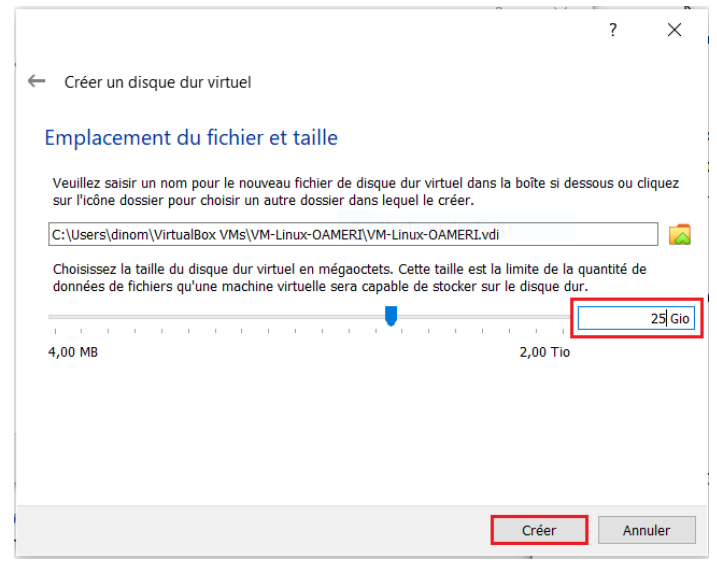 ?
Créer un disque dur virtuel
Emplacement du fichier et taille
Veuillez saisir un nom pour le nouveau fichier de disque dur virtuel dans la boîte si dessous ou cliquez
sur l'icône dossier pour choisir un autre dossier dans lequel le créer.
C:\Users\dinom\VirtualBox VMs\VM-Linux-OAMERI\VM-Linux-OAMERI.vdi
Choisissez la taille du disque dur virtuel en mégaoctets. Cette taille est la limite de la quantité de
données de fichiers qu'une machine virtuelle sera capable de stocker sur le disque dur.
25 Gio
4,00 MB 2,00 Tio
Créer Annuler